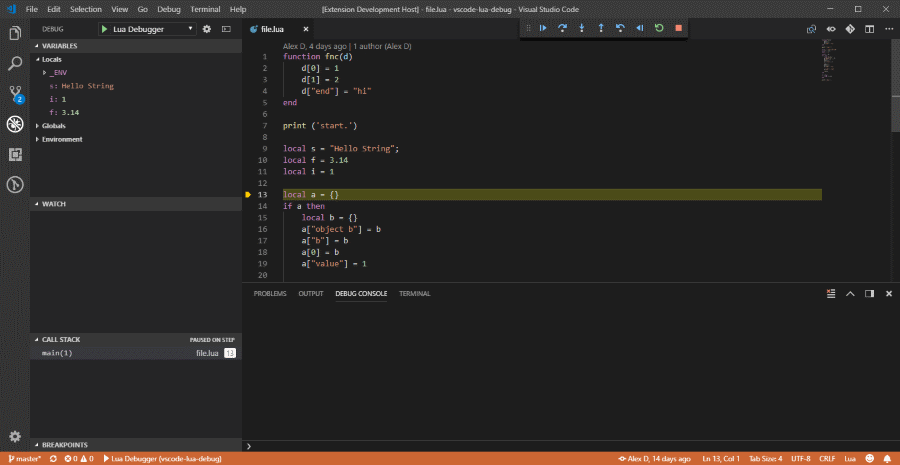 File Edit Selection View Go Debug Terminal Help
[Extension Development Host] - file.lua - vscode-lua-debug - Visual Studio Code
DEBUG Lua Debugger
file.lua
VARIABLES
Locals
_ENV
s: Hello String
i: 1
f: 3.14
Globals
Environment
2
WATCH
CALL STACK PAUSED ON STEP
main(1) file.lua 13
BREAKPOINTS
Alex D, 4 days ago | 1 author (Alex D)
1 function fnc(d)
2 d[0] = 1
3 d[1] = 2
4 d["end"] = "hi"
5 end
6
7 print ('start.')
8
9 local s = "Hello String";
10 local f = 3.14
11 local i = 1
12
13 local a = {}
14 if a then
15 local b = {}
16 a["object b"] = b
17 a["b"] = b
18 a[0] = b
19 a["value"] = 1
20
PROBLEMS OUTPUT DEBUG CONSOLE TERMINAL
master* 0 0 Lua Debugger (vscode-lua-debug) Alex D, 14 days ago Ln 13, Col 1 Tab Size: 4 UTF-8 CRLF Lua